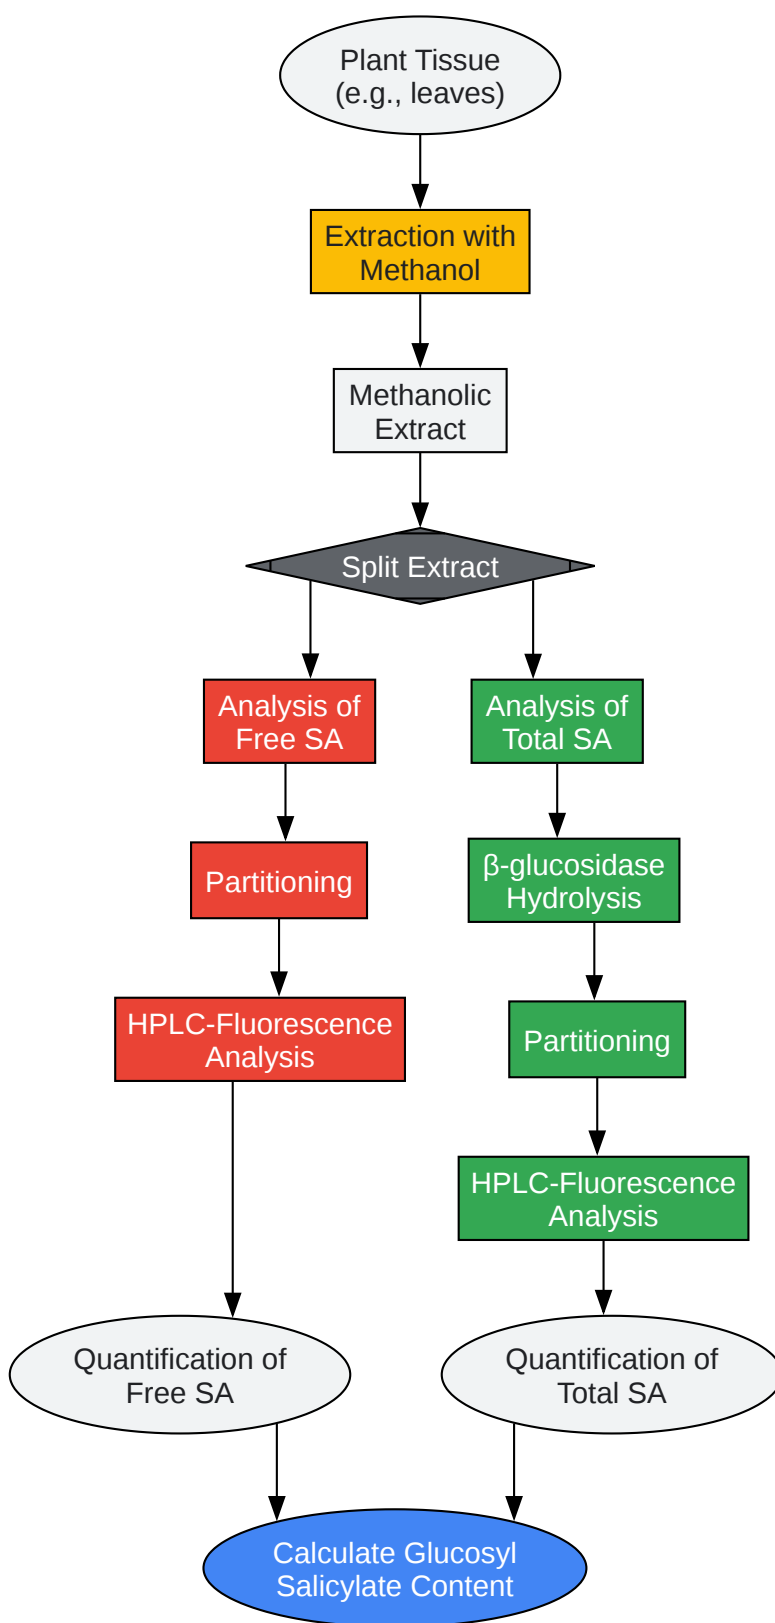 Plant Tissue
(e.g., leaves)
Extraction with
Methanol
Methanolic
Extract
Split Extract
Analysis of
Free SA
Analysis of
Total SA
Partitioning
β-glucosidase
Hydrolysis
HPLC-Fluorescence
Analysis
Partitioning
HPLC-Fluorescence
Analysis
Quantification of
Free SA
Quantification of
Total SA
Calculate Glucosyl
Salicylate Content